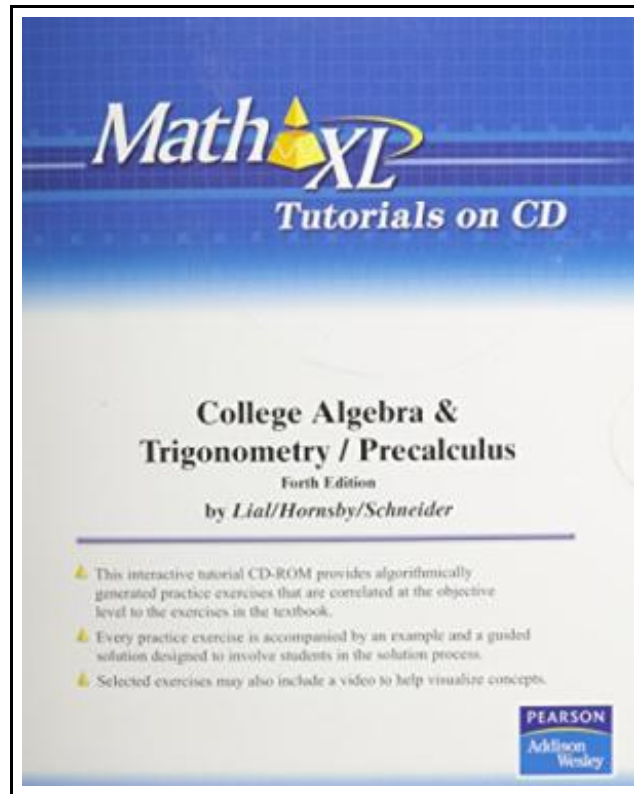 Math XL
Tutorials on CD
College Algebra &
Trigonometry / Precalculus
Forth Edition
by Lial/Hornsby/Schneider
This interactive tutorial CD-ROM provides algorithmically
generated practice exercises that are correlated at the objective
level to the exercises in the textbook.
Every practice exercise is accompanied by an example and a guided
solution designed to involve students in the solution process.
Selected exercises may also include a video to help visualize concepts.
PEARSON
Addison
Wesley